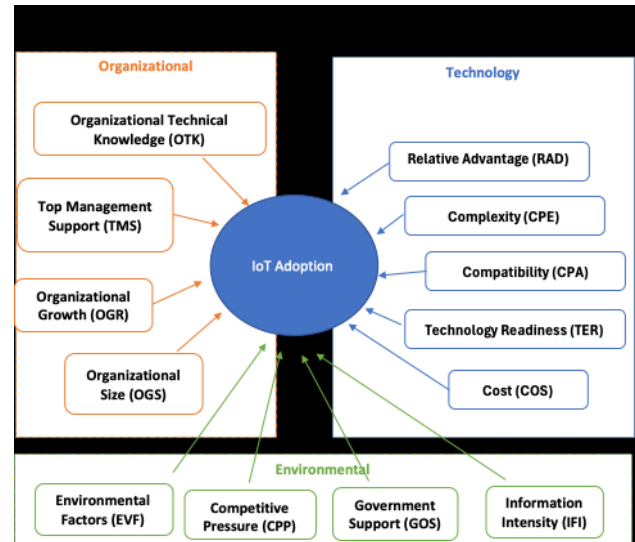 Organizational
Organizational Technical
Knowledge (OTK)
Top Management
Support (TMS)
Organizational
Growth (OGR)
Organizational
Size (OGS)
IoT Adoption
Technology
Relative Advantage (RAD)
Complexity (CPE)
Compatibility (CPA)
Technology Readiness (TER)
Cost (COS)
Environmental
Environmental
Factors (EVF)
Competitive
Pressure (CPP)
Government
Support (GOS)
Information
Intensity (IFI)